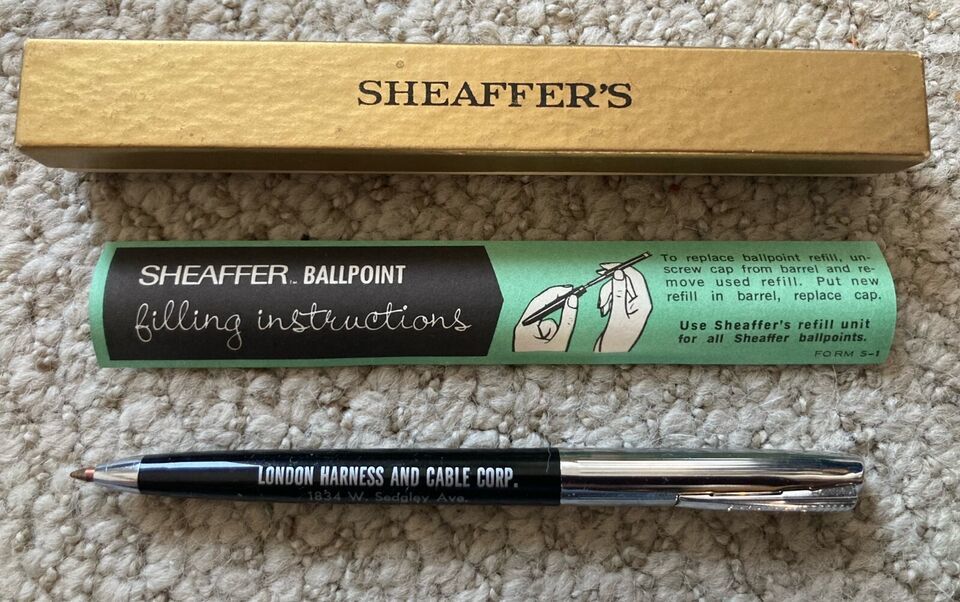 SHEAFFER'S
SHEAFFER™ BALLPOINT
filling instructions
To replace ballpoint refill, un-
screw cap from barrel and re-
move used refill. Put new
refill in barrel, replace cap.
Use Sheaffer's refill unit
for all Sheaffer ballpoints.
FORM S-1
LONDON HARNESS AND CABLE CORP.
1834 W. Sedgley Ave.